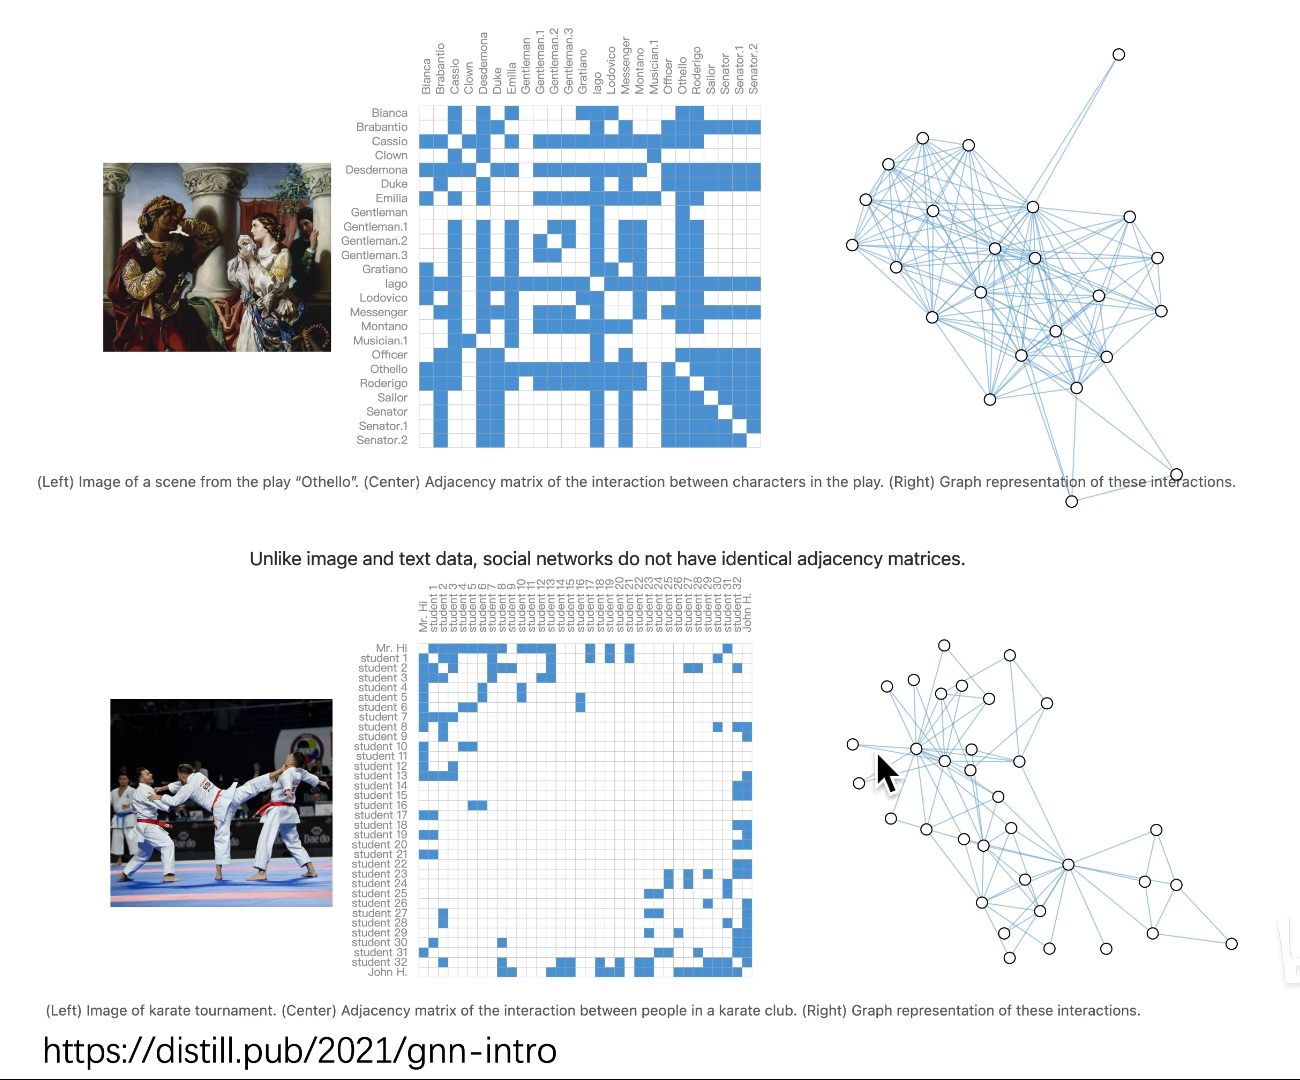 Bianca
Brabantio
Cassio
Clown
Desdemona
Duke
Emilia
Gentleman
Gentleman.1
Gentleman.2
Gentleman.3
Gratiano
Iago
Lodovico
Messenger
Montano
Musician.1
Officer
Othello
Roderigo
Sailor
Senator
Senator.1
Senator.2
Bianca
Brabantio
Cassio
Clown
Desdemona
Duke
Emilia
Gentleman
Gentleman.1
Gentleman.2
Gentleman.3
Gratiano
Iago
Lodovico
Messenger
Montano
Musician.1
Officer
Othello
Roderigo
Sailor
Senator
Senator.1
Senator.2
(Left) Image of a scene from the play “Othello”. (Center) Adjacency matrix of the interaction between characters in the play. (Right) Graph representation of these interactions.
Unlike image and text data, social networks do not have identical adjacency matrices.
Mr. Hi
student 1
student 2
student 3
student 4
student 5
student 6
student 7
student 8
student 9
student 10
student 11
student 12
student 13
student 14
student 15
student 16
student 17
student 18
student 19
student 20
student 21
student 22
student 23
student 24
student 25
student 26
student 27
student 28
student 29
student 30
student 31
student 32
John H.
Mr. Hi
student 1
student 2
student 3
student 4
student 5
student 6
student 7
student 8
student 9
student 10
student 11
student 12
student 13
student 14
student 15
student 16
student 17
student 18
student 19
student 20
student 21
student 22
student 23
student 24
student 25
student 26
student 27
student 28
student 29
student 30
student 31
student 32
John H.
(Left) Image of karate tournament. (Center) Adjacency matrix of the interaction between people in a karate club. (Right) Graph representation of these interactions.
https://distill.pub/2021/gnn-intro